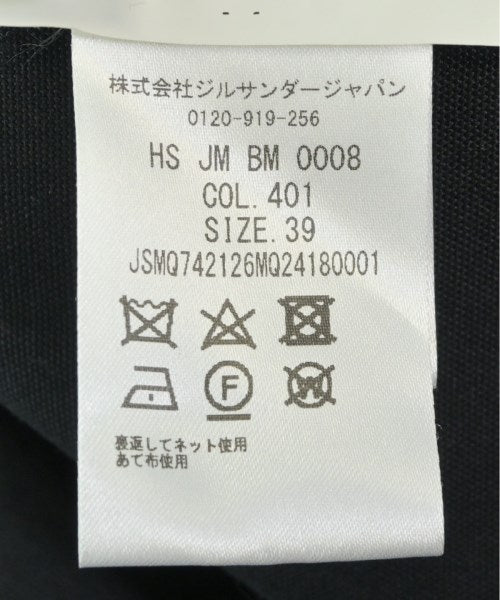 株式会社ジルサンダージャパン
0120-919-256
HS JM BM 0008
COL. 401
SIZE. 39
JSMQ742126MQ24180001
F W
裏返してネット使用
あて布使用